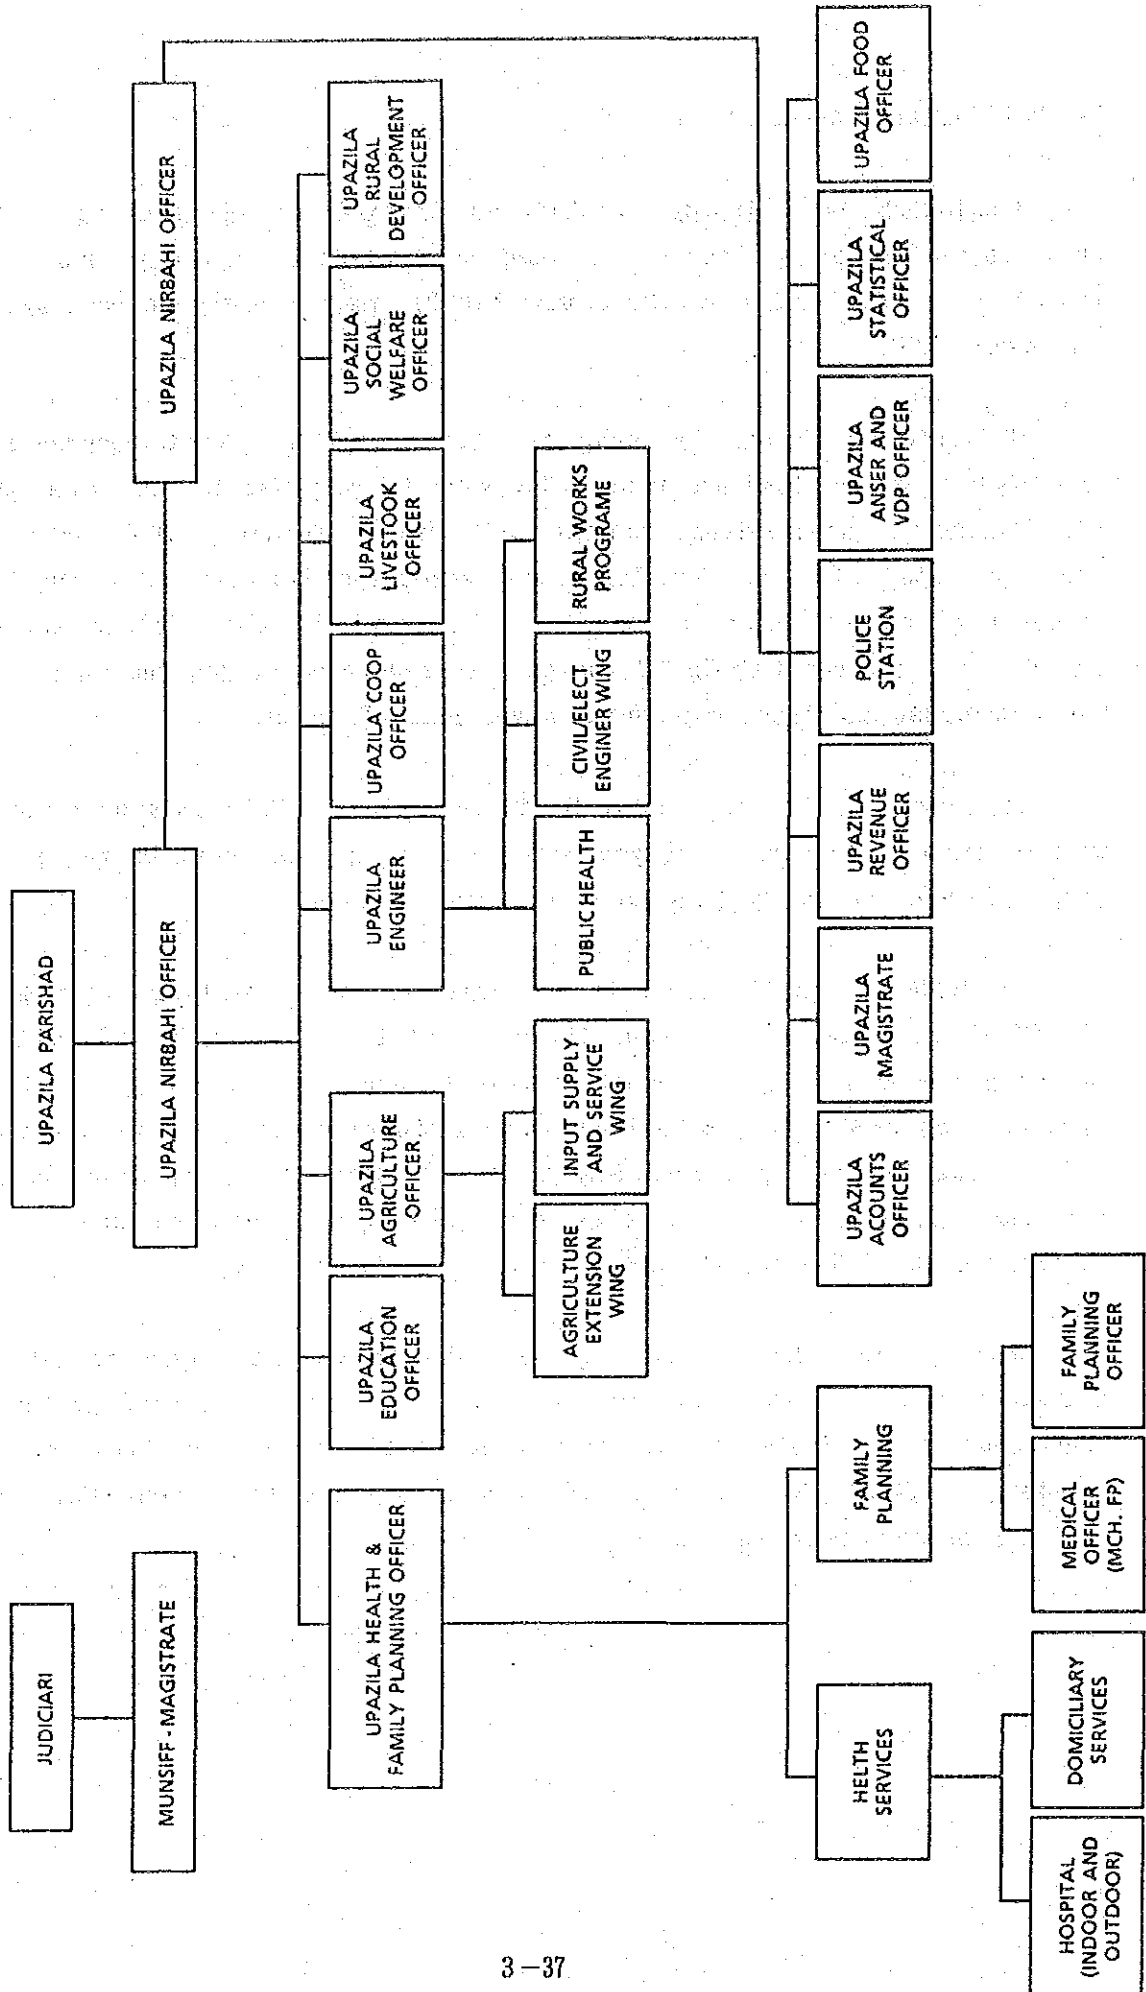 JUDICIARI
UPAZILA PARISHAD
MUNSIFF-MAGISTRATE
UPAZILA NIRBAHI OFFICER
UPAZILA NIRBAHI OFFICER
UPAZILA HEALTH &
FAMILY PLANNING OFFICER
UPAZILA
EDUCATION
OFFICER
UPAZILA
AGRICULTURE
OFFICER
UPAZILA
ENGINEER
UPAZILA COOP
OFFICER
UPAZILA
LIVESTOOK
OFFICER
UPAZILA
SOCIAL
WELFARE
OFFICER
UPAZILA
RURAL
DEVELOPMENT
OFFICER
AGRICULTURE
EXTENSION
WING
INPUT SUPPLY
AND SERVICE
WING
PUBLIC HEALTH
CIVIL/ELECT
ENGINER WING
RURAL WORKS
PROGRAME
HELTH
SERVICES
FAMILY
PLANNING
UPAZILA
ACOUNTS
OFFICER
UPAZILA
MAGISTRATE
UPAZILA
REVENUE
OFFICER
POLICE
STATION
UPAZILA
ANSER AND
VDP OFFICER
UPAZILA
STATISTICAL
OFFICER
UPAZILA FOOD
OFFICER
HOSPITAL
(INDOOR AND
OUTDOOR)
DOMICILIARY
SERVICES
MEDICAL
OFFICER
(MCH. FP)
FAMILY
PLANNING
OFFICER
3-37